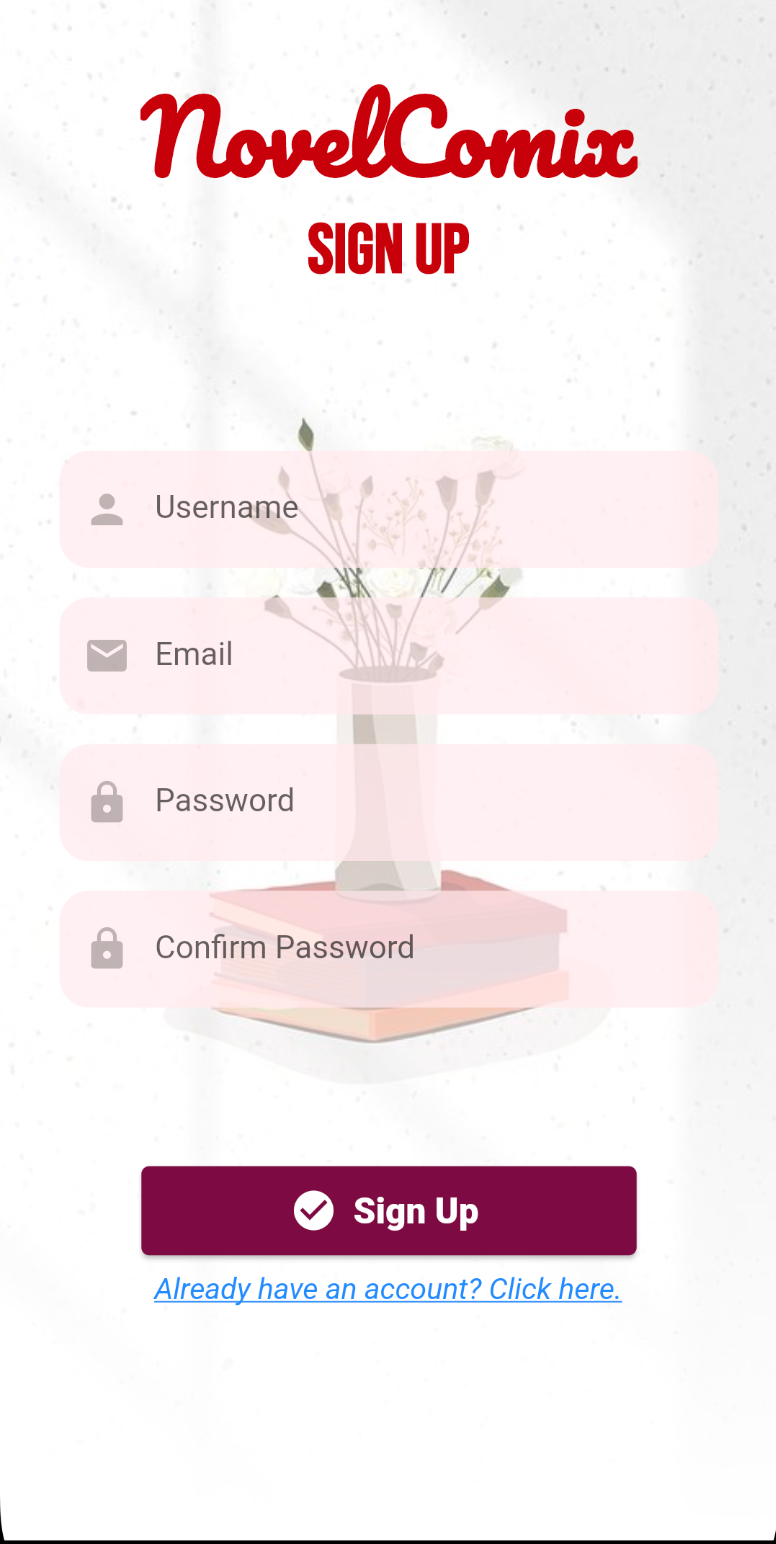 NovelComix
SIGN UP
Username
Email
Password
Confirm Password
Sign Up
Already have an account? Click here.